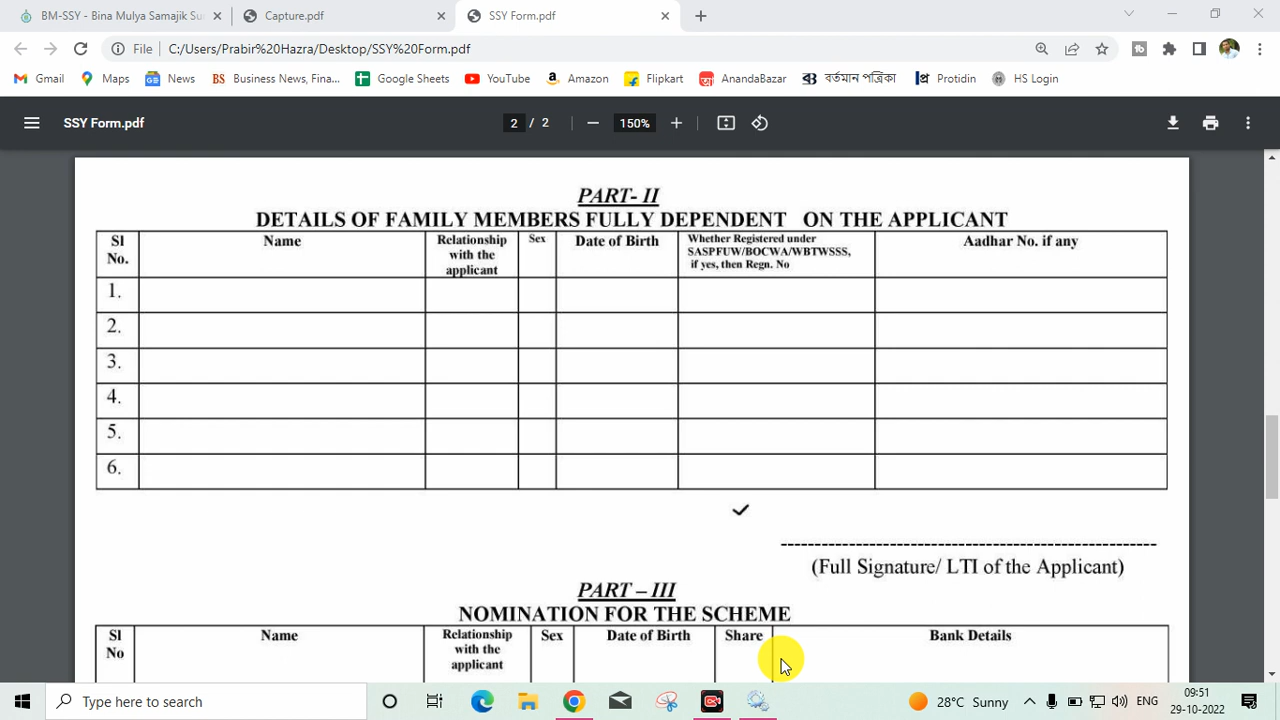 BM-SSY - Bina Mulya Samajik Su
Capture.pdf
SSY Form.pdf
File
C:/Users/Prabir%20Hazra/Desktop/SSY%20Form.pdf
Gmail
Maps
News
Business News, Fina...
Google Sheets
YouTube
Amazon
Flipkart
AnandaBazar
বর্তমান পত্রিকা
Protidin
HS Login
SSY Form.pdf
2 / 2
150%
PART- II
DETAILS OF FAMILY MEMBERS FULLY DEPENDENT ON THE APPLICANT
Sl No.
Name
Relationship with the applicant
Sex
Date of Birth
Whether Registered under SASPFUW/BOCWA/WBTWSSS, if yes, then Regn. No
Aadhar No. if any
1.
2.
3.
4.
5.
6.
(Full Signature/ LTI of the Applicant)
PART – III
NOMINATION FOR THE SCHEME
Sl No
Name
Relationship with the applicant
Sex
Date of Birth
Share
Bank Details
Type here to search
28°C Sunny
ENG
09:51
29-10-2022